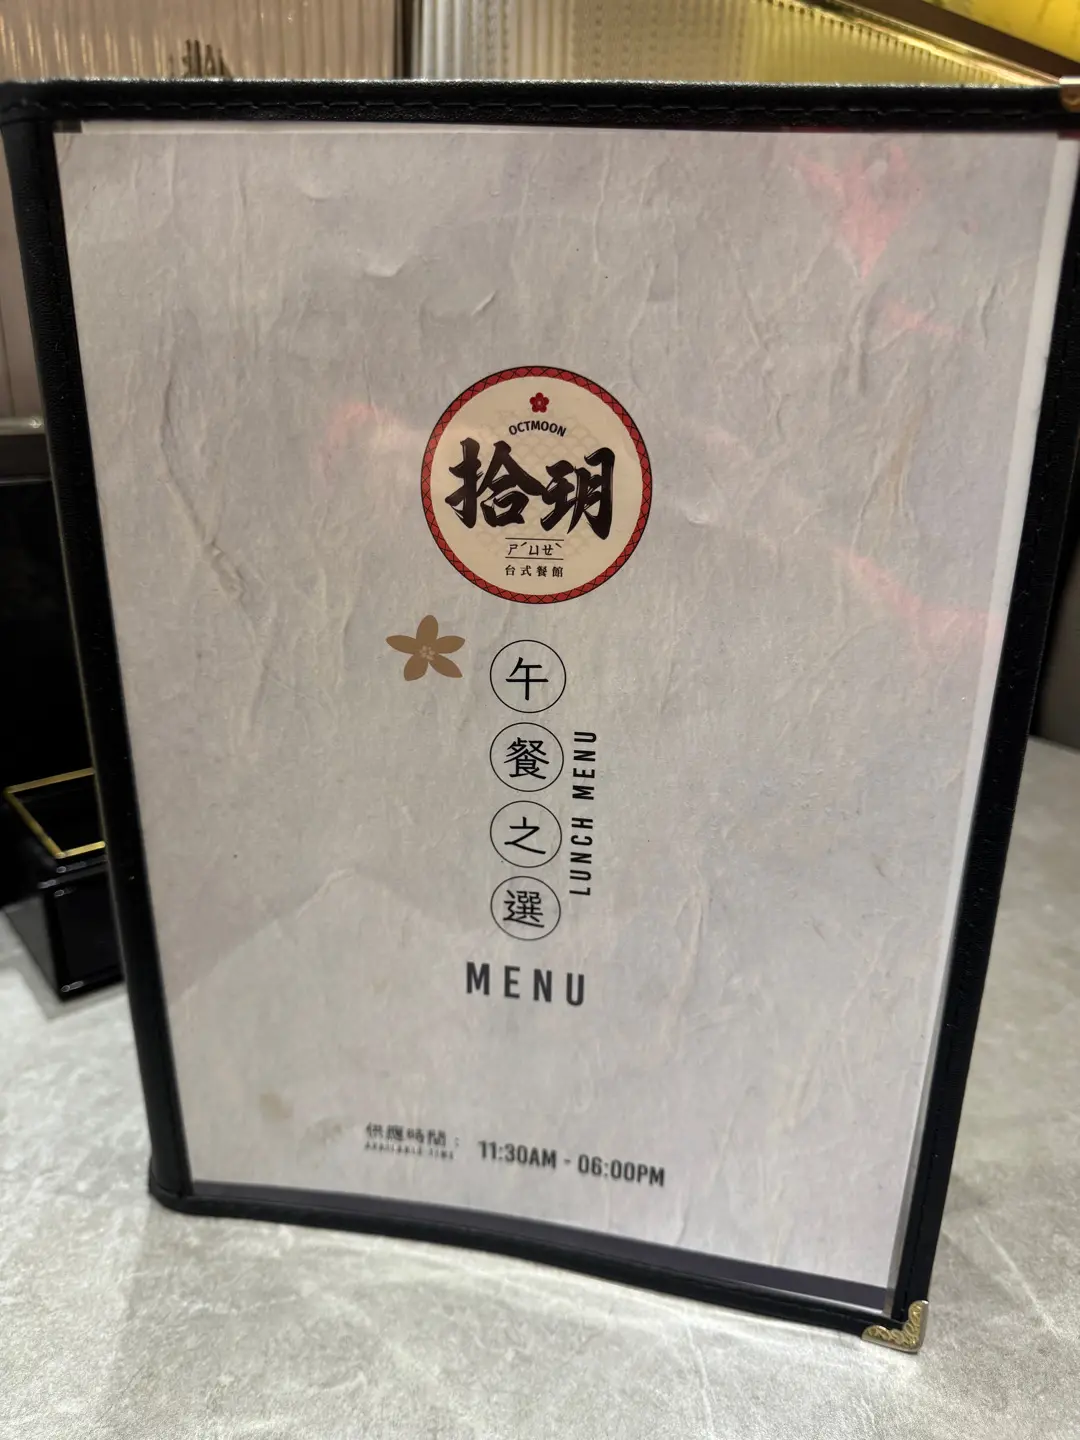 OCTMOON
拾玥
ㄕˊㄩㄝˋ
台式餐館
午餐之選
LUNCH MENU
MENU
供應時間：
AVAILABLE TIME
11:30AM - 06:00PM